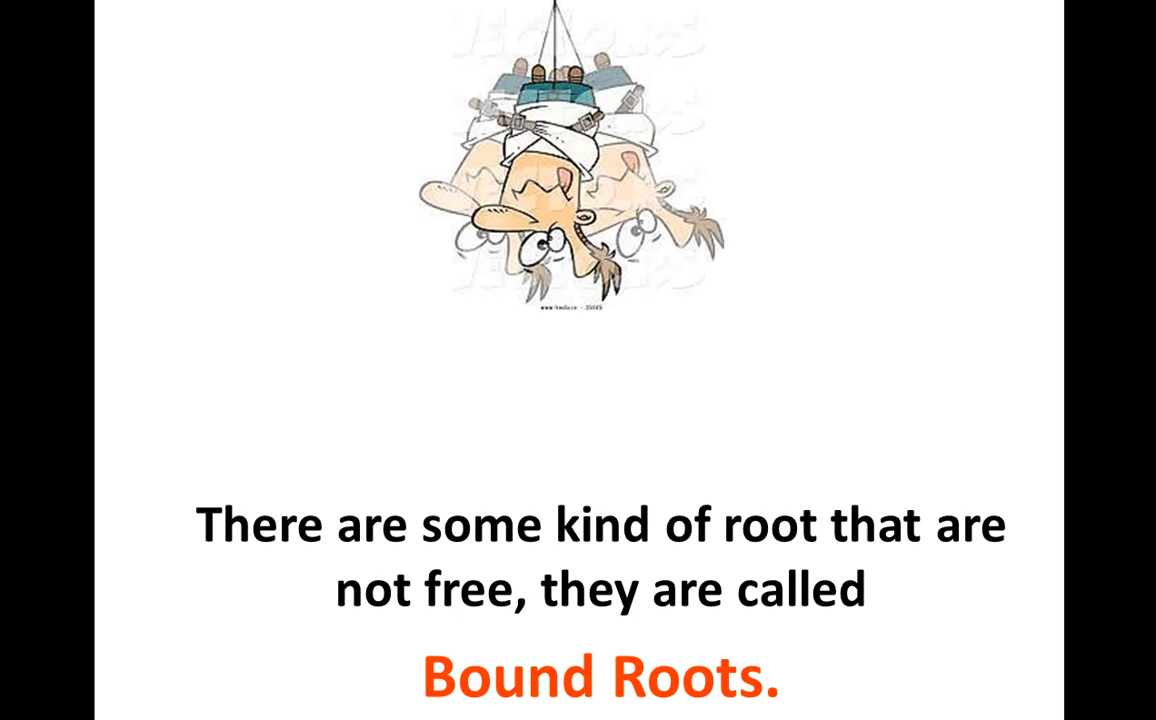 There are some kind of root that are
not free, they are called
Bound Roots.